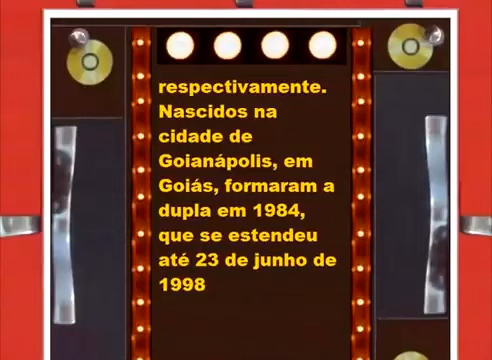 respectivamente.
Nascidos na
cidade de
Goianápolis, em
Goiás, formaram a
dupla em 1984,
que se estendeu
até 23 de junho de
1998